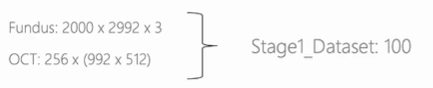 Fundus: 2000 x 2992 x 3
OCT: 256 x (992 x 512)
Stage1_Dataset: 100